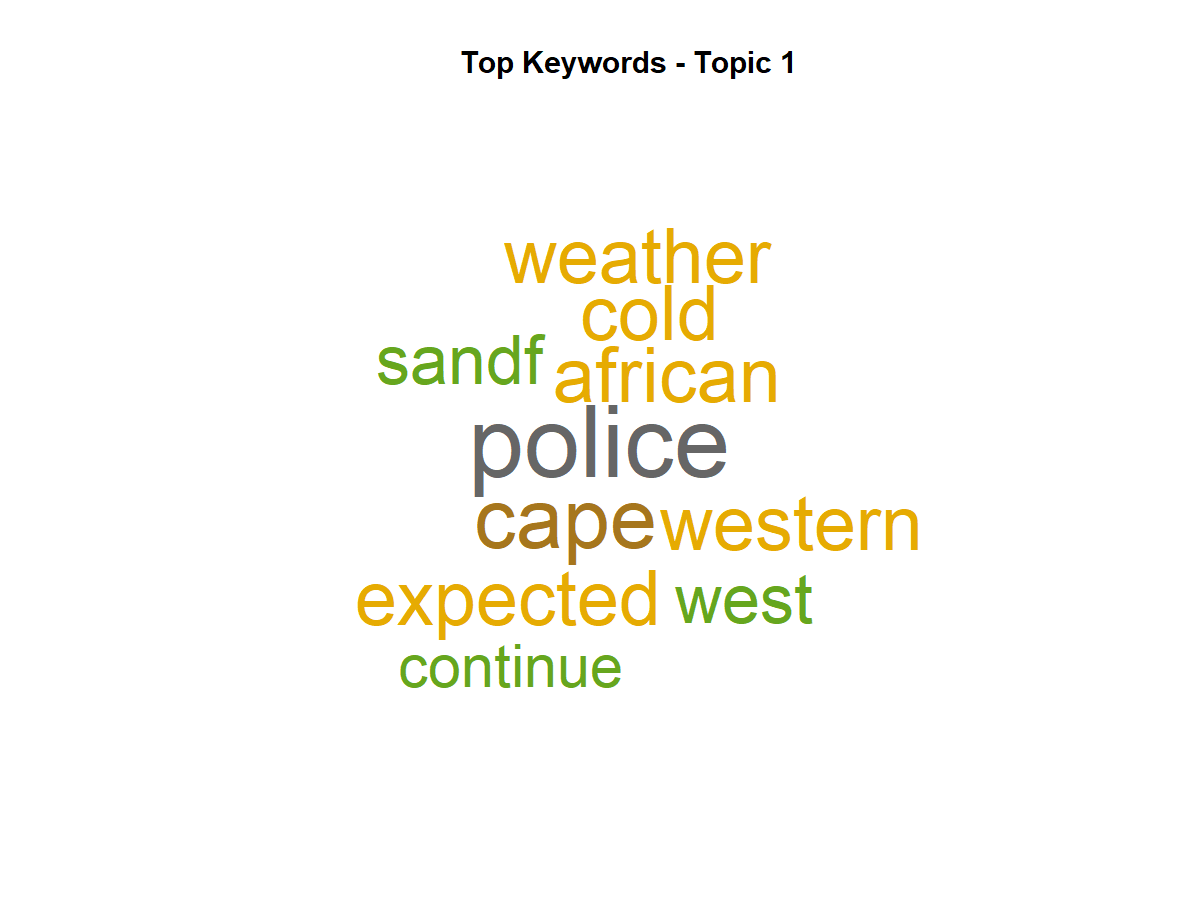 Top Keywords - Topic 1
weather
cold
sandf african
police
cape western
expected west
continue